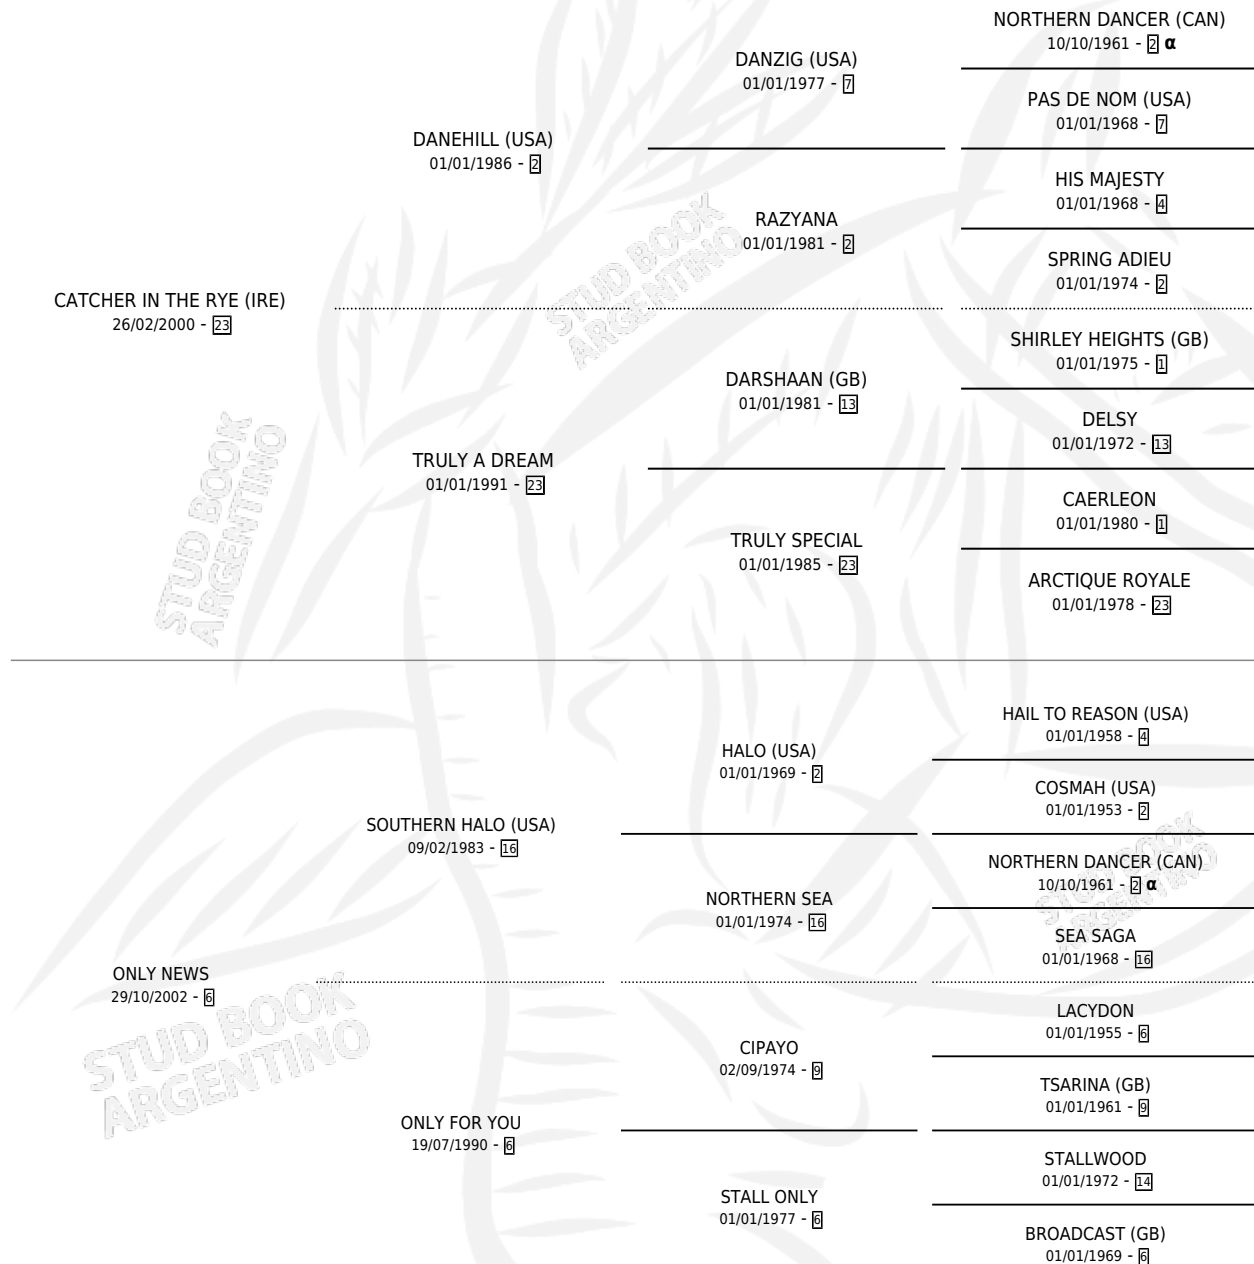 NORTHERN DANCER (CAN)
10/10/1961 - 2 α
DANZIG (USA)
01/01/1977 - 7
PAS DE NOM (USA)
01/01/1968 - 7
DANEHILL (USA)
01/01/1986 - 2
HIS MAJESTY
01/01/1968 - 4
RAZYANA
01/01/1981 - 2
SPRING ADIEU
01/01/1974 - 2
CATCHER IN THE RYE (IRE)
26/02/2000 - 23
SHIRLEY HEIGHTS (GB)
01/01/1975 - 1
DARSHAAN (GB)
01/01/1981 - 13
DELSY
01/01/1972 - 13
TRULY A DREAM
01/01/1991 - 23
CAERLEON
01/01/1980 - 1
TRULY SPECIAL
01/01/1985 - 23
ARCTIQUE ROYALE
01/01/1978 - 23
HAIL TO REASON (USA)
01/01/1958 - 4
HALO (USA)
01/01/1969 - 2
COSMAH (USA)
01/01/1953 - 2
SOUTHERN HALO (USA)
09/02/1983 - 16
NORTHERN DANCER (CAN)
10/10/1961 - 2 α
NORTHERN SEA
01/01/1974 - 16
SEA SAGA
01/01/1968 - 16
ONLY NEWS
29/10/2002 - 6
LACYDON
01/01/1955 - 6
CIPAYO
02/09/1974 - 9
TSARINA (GB)
01/01/1961 - 9
ONLY FOR YOU
19/07/1990 - 6
STALLWOOD
01/01/1972 - 14
STALL ONLY
01/01/1977 - 6
BROADCAST (GB)
01/01/1969 - 6
STUD BOOK
ARGENTINO
STUD BOOK
ARGENTINO
STUD BOOK
ARGENTINO
STUD BOOK
ARGENTINO